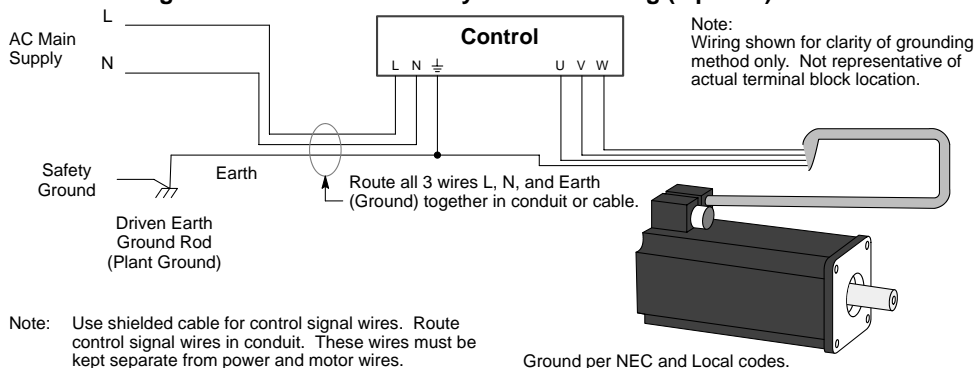 L
AC Main
Supply
N
Control
L N U V W
Note:
Wiring shown for clarity of grounding
method only. Not representative of
actual terminal block location.
Safety
Ground
Earth
Route all 3 wires L, N, and Earth
(Ground) together in conduit or cable.
Driven Earth
Ground Rod
(Plant Ground)
Note: Use shielded cable for control signal wires. Route
control signal wires in conduit. These wires must be
kept separate from power and motor wires.
Ground per NEC and Local codes.